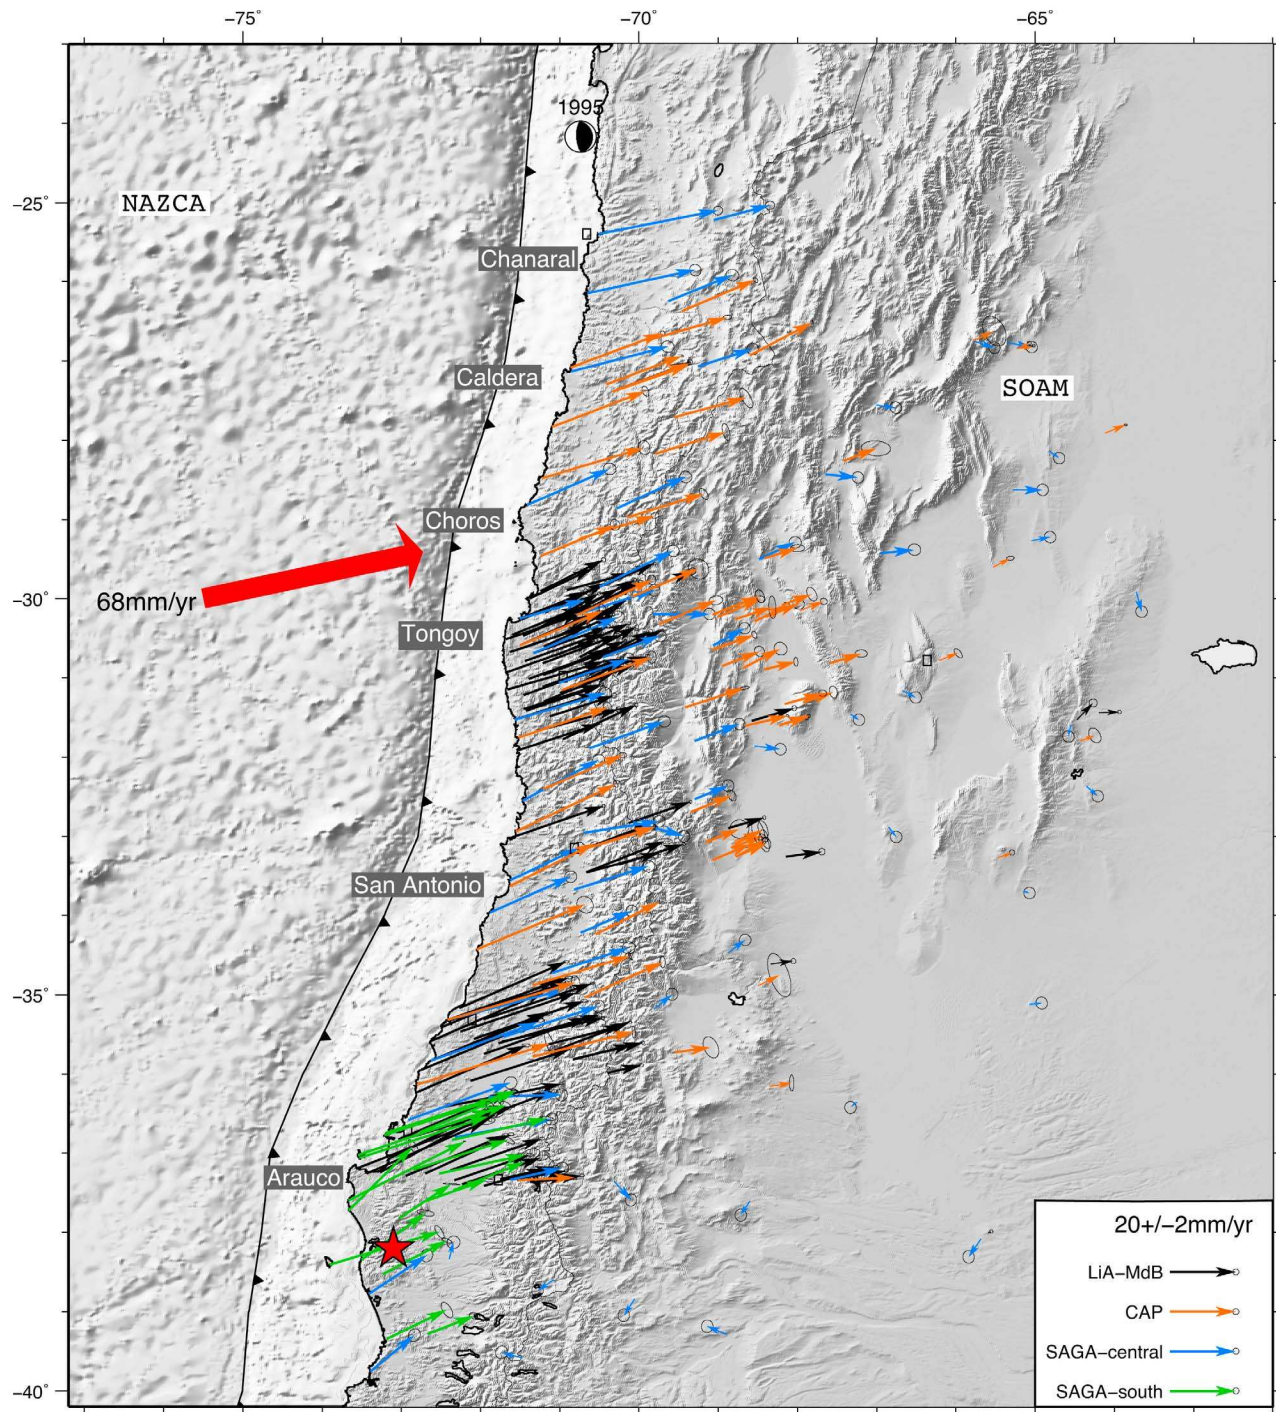 −75°
−70°
−65°
1995
−25°
NAZCA
Chanaral
Caldera
SOAM
Choros
−30°
68mm/yr
Tongoy
San Antonio
−35°
Arauco
20+/−2mm/yr
LiA−MdB
CAP
SAGA−central
SAGA−south
−40°